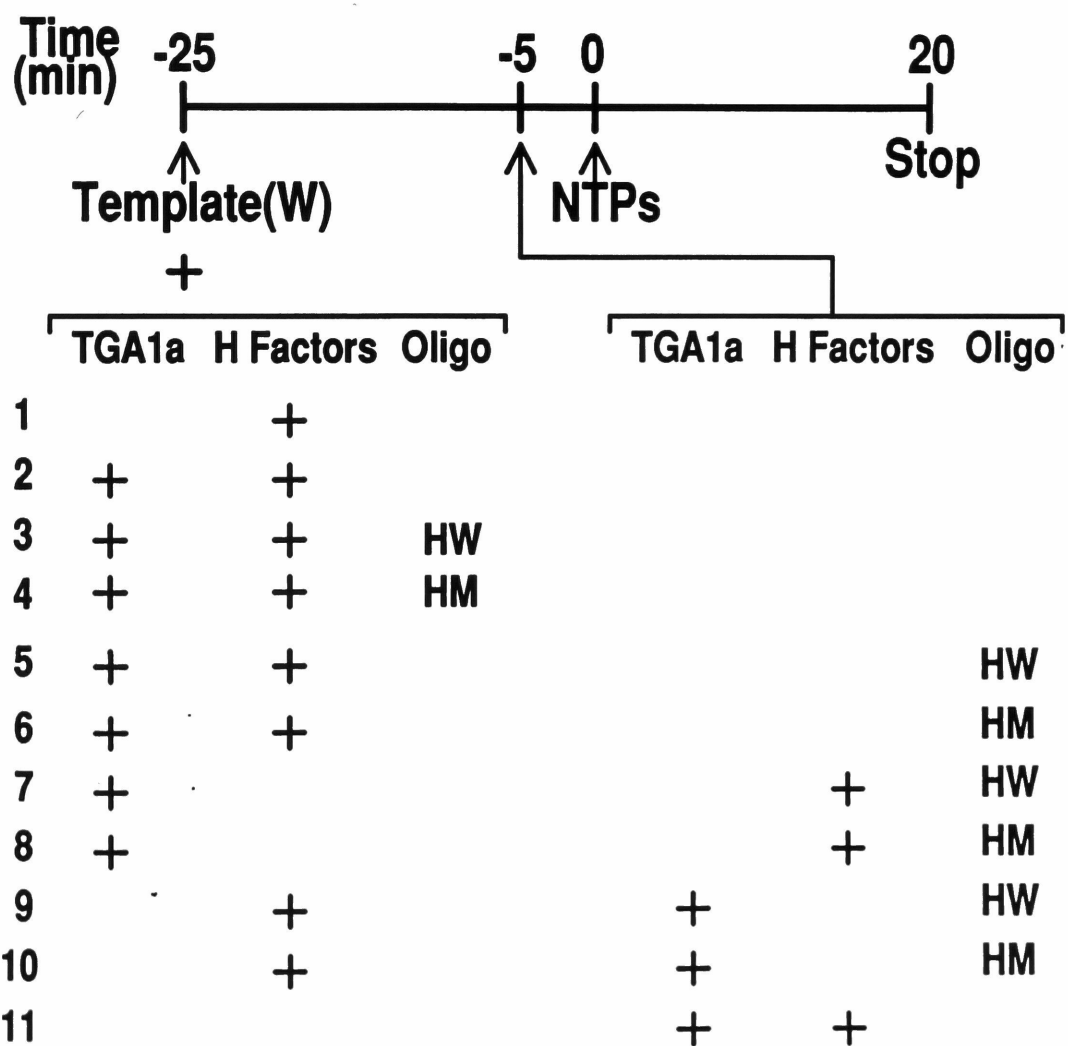 Time -25 -5 0 20
(min)
Template(W) NTPs Stop
+
TGA1a H Factors Oligo TGA1a H Factors Oligo
1 +
2 + +
3 + + HW
4 + + HM
5 + + HW
6 + + HM
7 + + HW
8 + + HM
9 + + HW
10 + + HM
11 + +